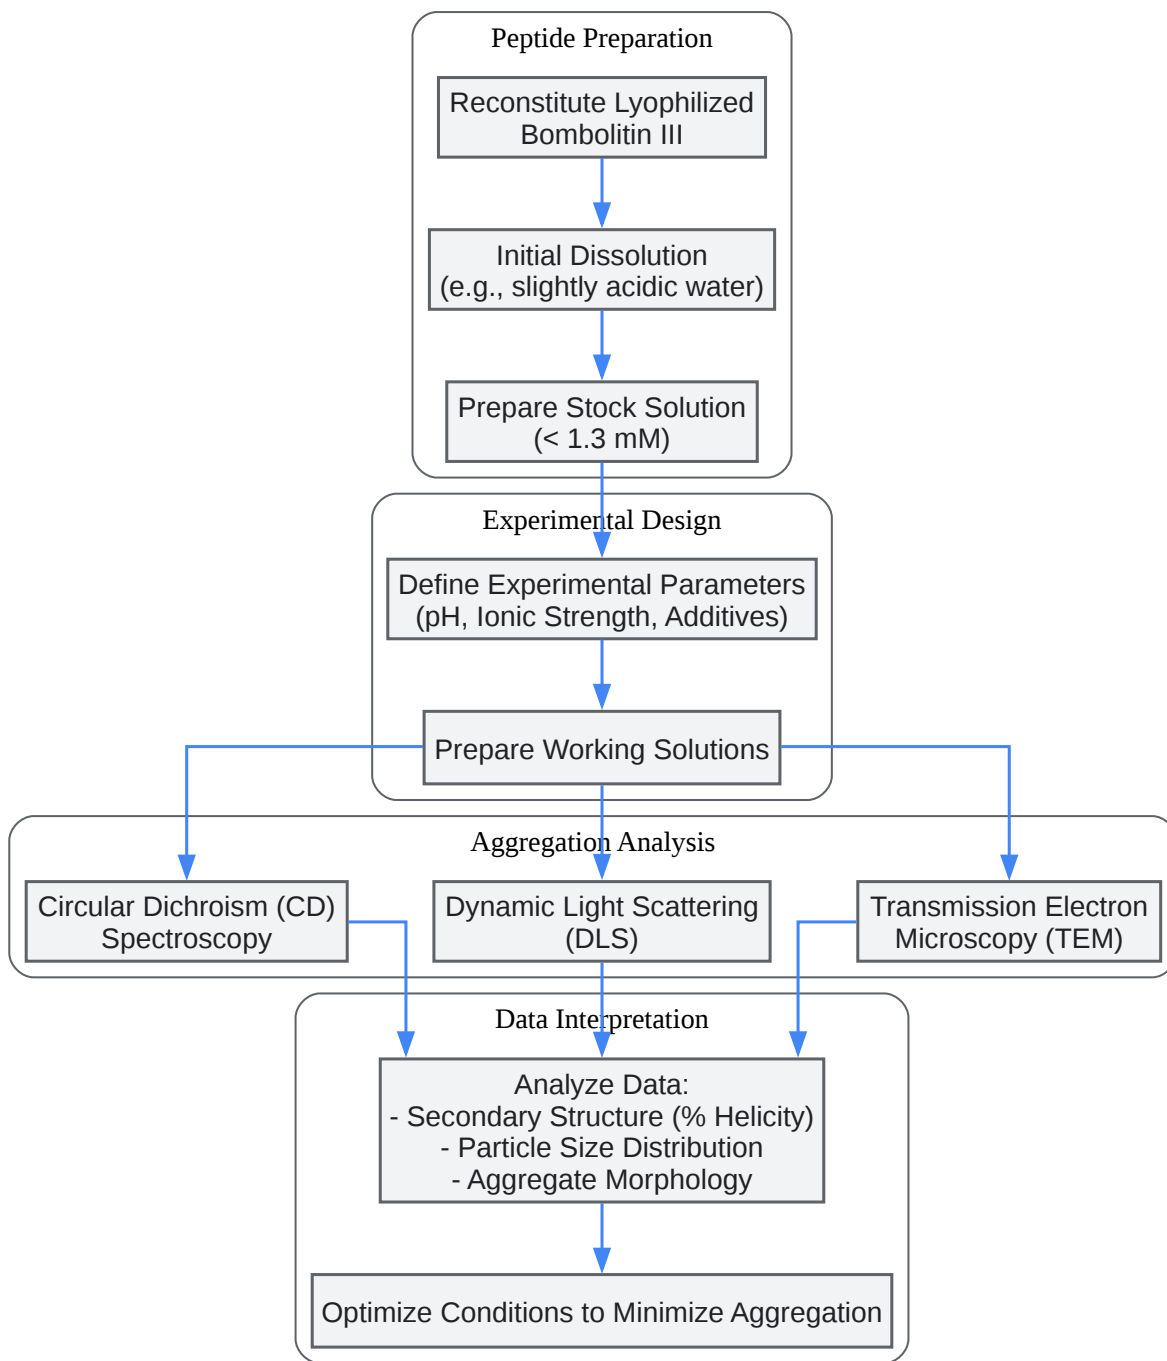 Peptide Preparation
Reconstitute Lyophilized
Bombolitin III
Initial Dissolution
(e.g., slightly acidic water)
Prepare Stock Solution
(< 1.3 mM)
Experimental Design
Define Experimental Parameters
(pH, Ionic Strength, Additives)
Prepare Working Solutions
Aggregation Analysis
Circular Dichroism (CD)
Spectroscopy
Dynamic Light Scattering
(DLS)
Transmission Electron
Microscopy (TEM)
Data Interpretation
Analyze Data:
- Secondary Structure (% Helicity)
- Particle Size Distribution
- Aggregate Morphology
Optimize Conditions to Minimize Aggregation